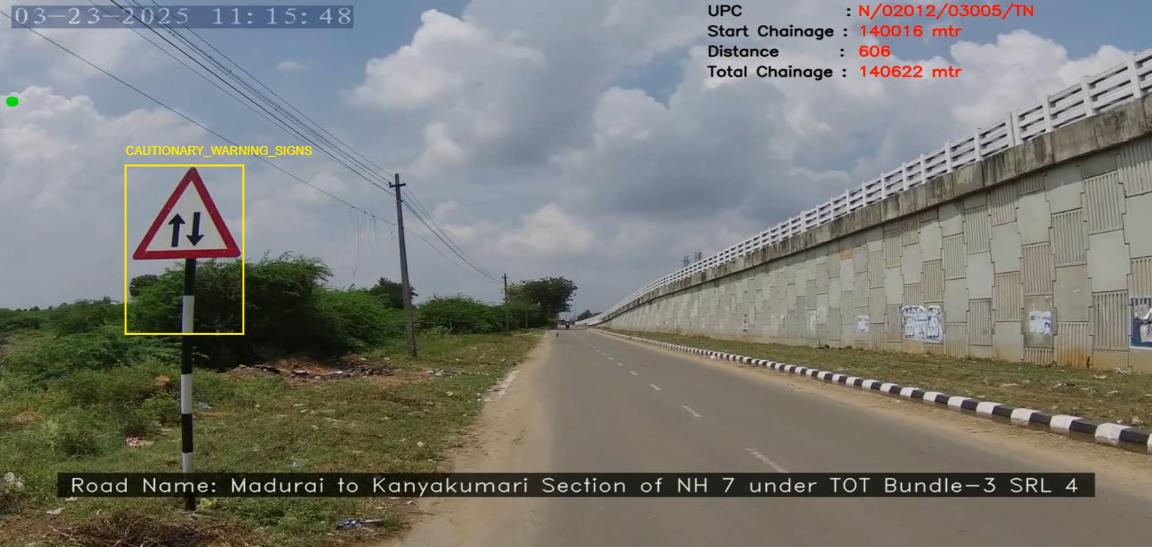 03-23-2025 11:15:48
UPC : N/02012/03005/TN
Start Chainage : 140016 mtr
Distance : 606
Total Chainage : 140622 mtr
CAUTIONARY_WARNING_SIGNS
Road Name: Madurai to Kanyakumari Section of NH 7 under TOT Bundle-3 SRL 4